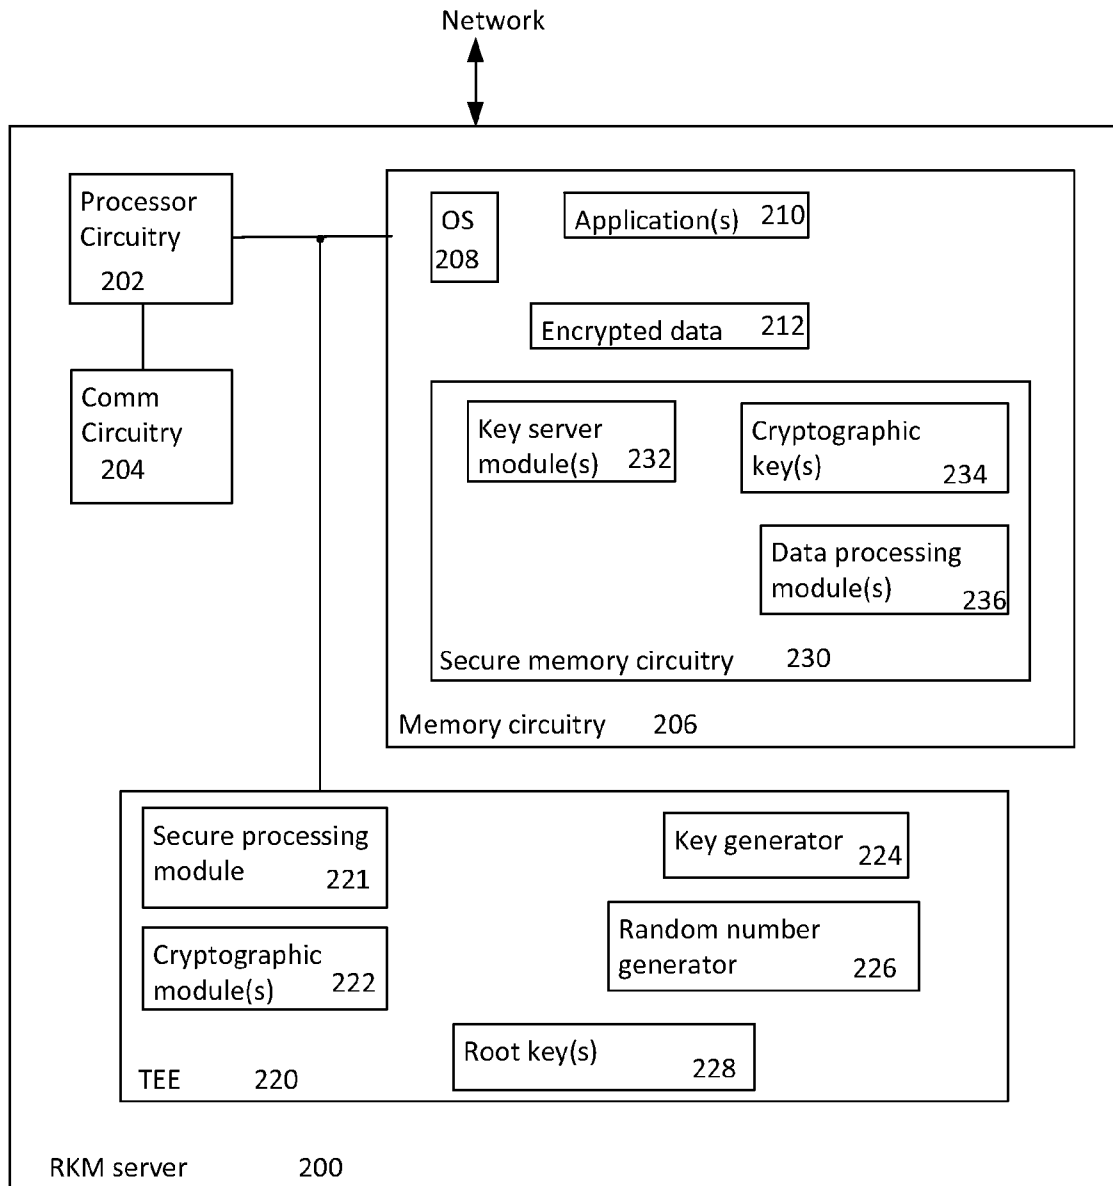 Network
Processor
Circuitry
202
Comm
Circuitry
204
OS
208
Application(s) 210
Encrypted data 212
Key server
module(s) 232
Cryptographic
key(s) 234
Data processing
module(s) 236
Secure memory circuitry 230
Memory circuitry 206
Secure processing
module 221
Key generator 224
Cryptographic
module(s) 222
Random number
generator 226
Root key(s) 228
TEE 220
RKM server 200